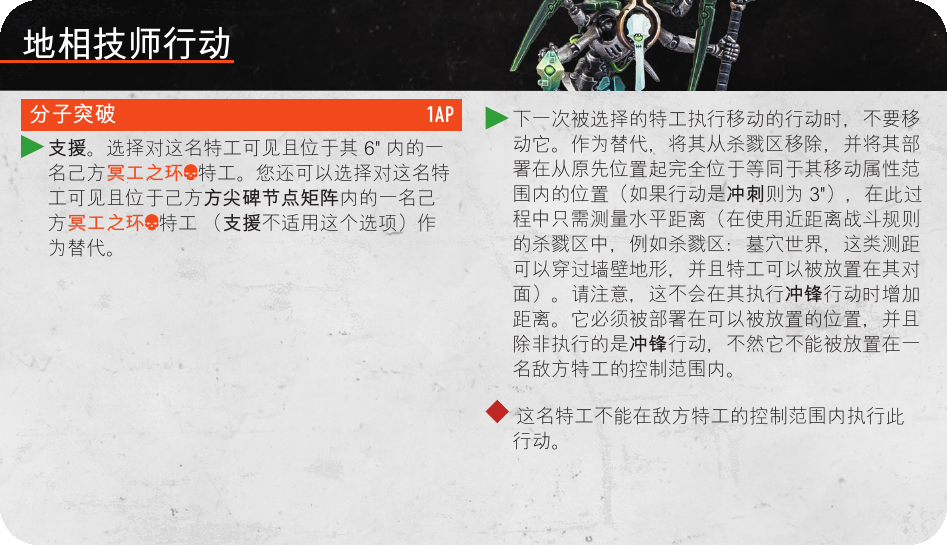 地相技师行动
分子突破 1AP
支援。选择对这名特工可见且位于其 6" 内的一
名己方冥工之环特工。您还可以选择对这名特
工可见且位于己方方尖碑节点矩阵内的一名己
方冥工之环特工 （支援不适用这个选项）作
为替代。
下一次被选择的特工执行移动的行动时，不要移
动它。作为替代，将其从杀戮区移除，并将其部
署在从原先位置起完全位于等同于其移动属性范
围内的位置（如果行动是冲刺则为 3"），在此过
程中只需测量水平距离（在使用近距离战斗规则
的杀戮区中，例如杀戮区：墓穴世界，这类测距
可以穿过墙壁地形，并且特工可以被放置在其对
面）。请注意，这不会在其执行冲锋行动时增加
距离。它必须被部署在可以被放置的位置，并且
除非执行的是冲锋行动，不然它不能被放置在一
名敌方特工的控制范围内。
这名特工不能在敌方特工的控制范围内执行此
行动。